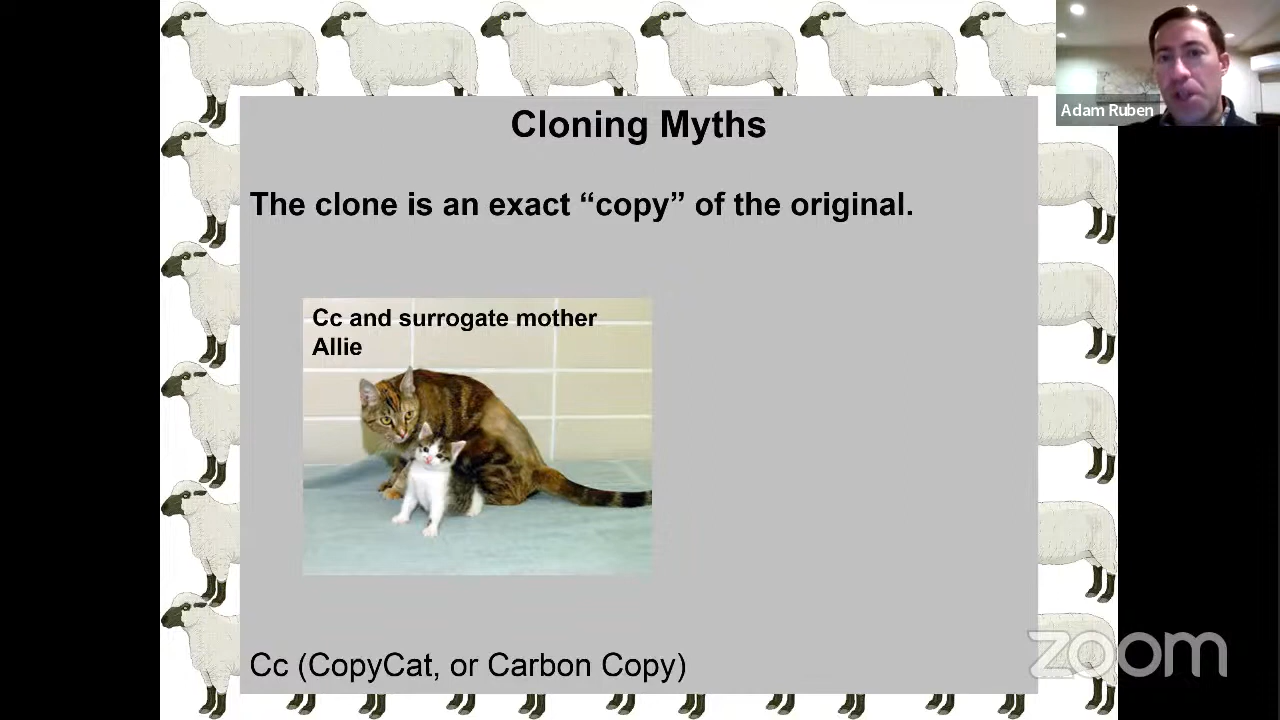 Cloning Myths
Adam Ruben
The clone is an exact “copy” of the original.
Cc and surrogate mother
Allie
Cc (CopyCat, or Carbon Copy)
zoom